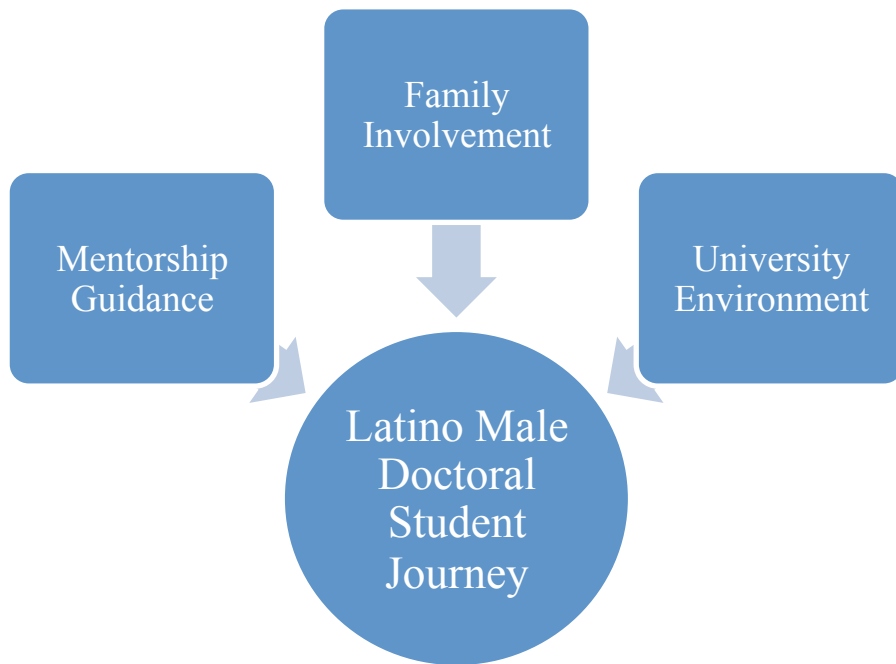 Family
Involvement
Mentorship
Guidance
University
Environment
Latino Male
Doctoral
Student
Journey